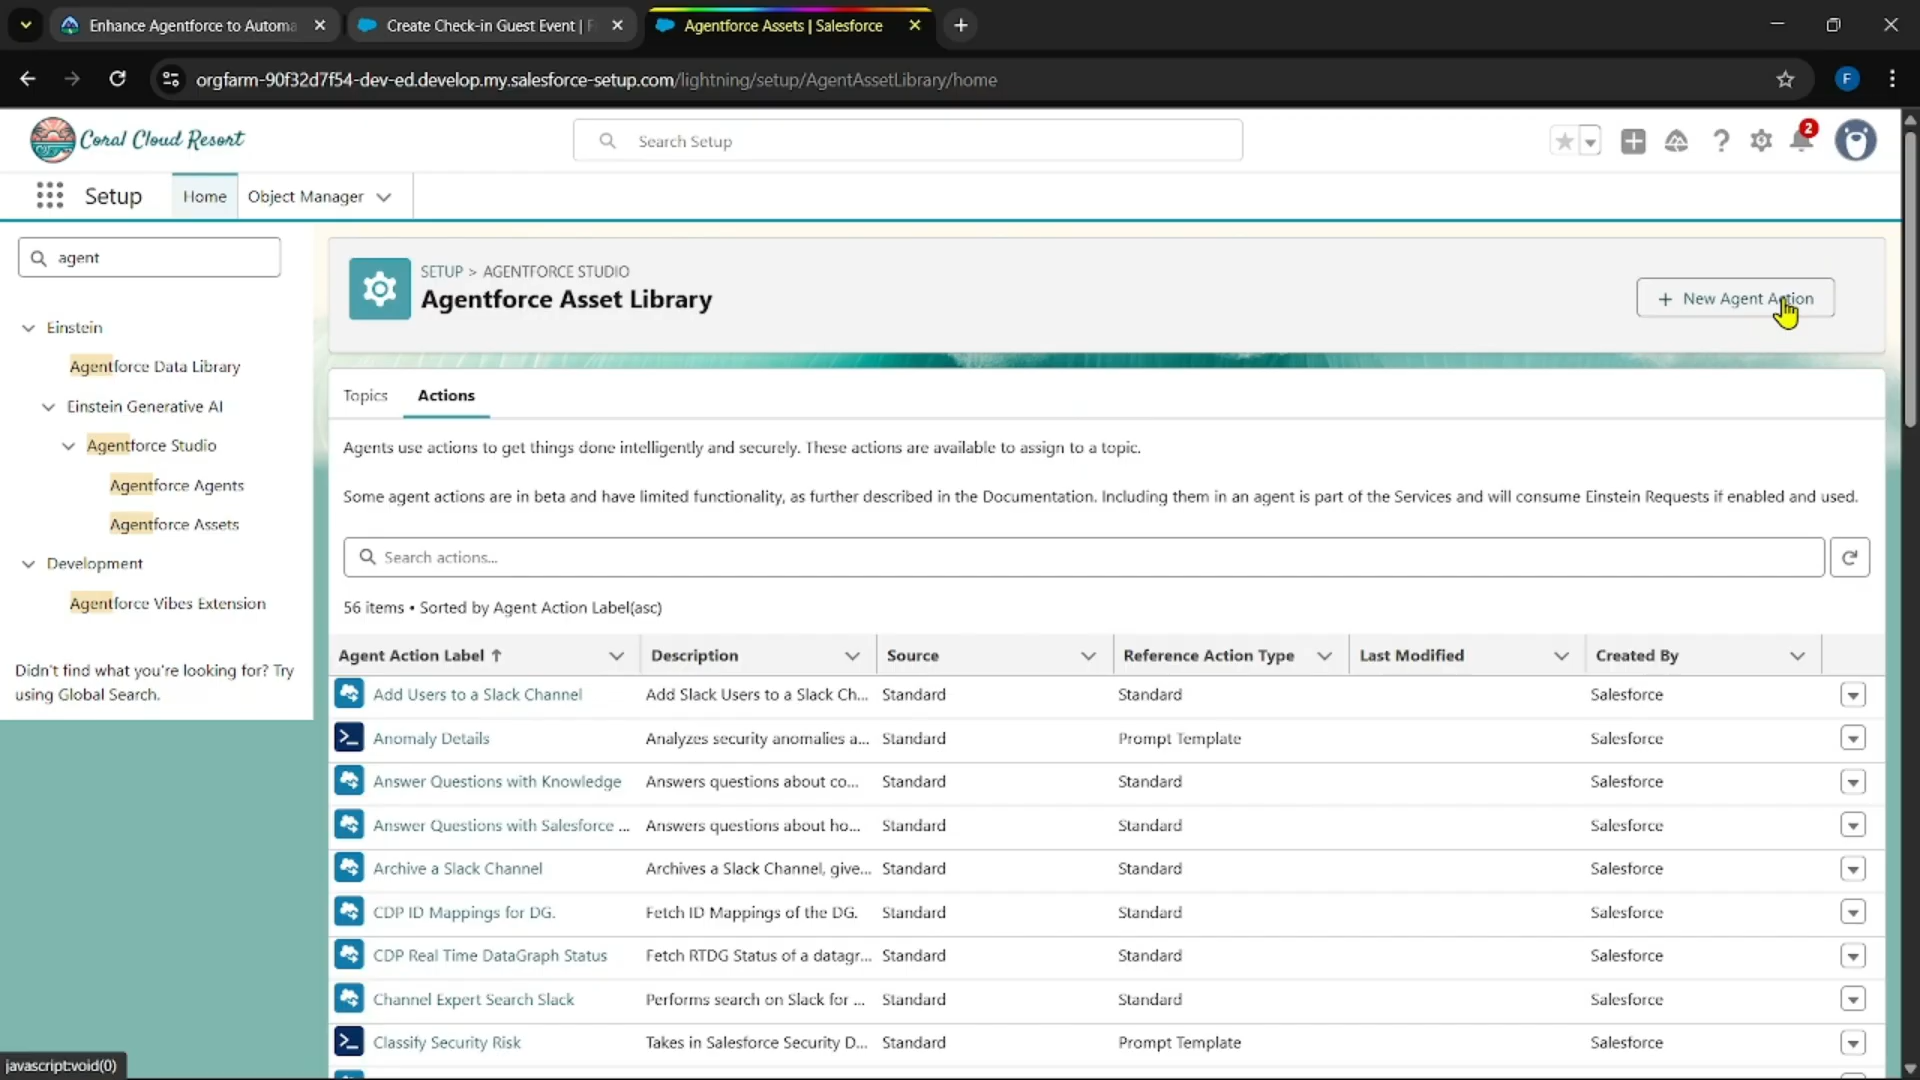 Enhance Agentforce to Automa
Create Check-in Guest Event |
Agentforce Assets | Salesforce
orgfarm-90f32d7f54-dev-ed.develop.my.salesforce-setup.com/lightning/setup/AgentAssetLibrary/home
F
Coral Cloud Resort
Search Setup
2
Setup
Home
Object Manager
agent
Einstein
Agentforce Data Library
Einstein Generative AI
Agentforce Studio
Agentforce Agents
Agentforce Assets
Development
Agentforce Vibes Extension
Didn't find what you're looking for? Try
using Global Search.
SETUP > AGENTFORCE STUDIO
Agentforce Asset Library
New Agent Action
Topics
Actions
Agents use actions to get things done intelligently and securely. These actions are available to assign to a topic.
Some agent actions are in beta and have limited functionality, as further described in the Documentation. Including them in an agent is part of the Services and will consume Einstein Requests if enabled and used.
Search actions...
56 items • Sorted by Agent Action Label(asc)
Agent Action Label ↑ Description Source Reference Action Type Last Modified Created By
Add Users to a Slack Channel Add Slack Users to a Slack Ch... Standard Standard Salesforce
Anomaly Details Analyzes security anomalies a... Standard Prompt Template Salesforce
Answer Questions with Knowledge Answers questions about co... Standard Standard Salesforce
Answer Questions with Salesforce ... Answers questions about ho... Standard Standard Salesforce
Archive a Slack Channel Archives a Slack Channel, give... Standard Standard Salesforce
CDP ID Mappings for DG. Fetch ID Mappings of the DG. Standard Standard Salesforce
CDP Real Time DataGraph Status Fetch RTDG Status of a datagr... Standard Standard Salesforce
Channel Expert Search Slack Performs search on Slack for ... Standard Standard Salesforce
Classify Security Risk Takes in Salesforce Security D... Standard Prompt Template Salesforce
javascript:void(0)